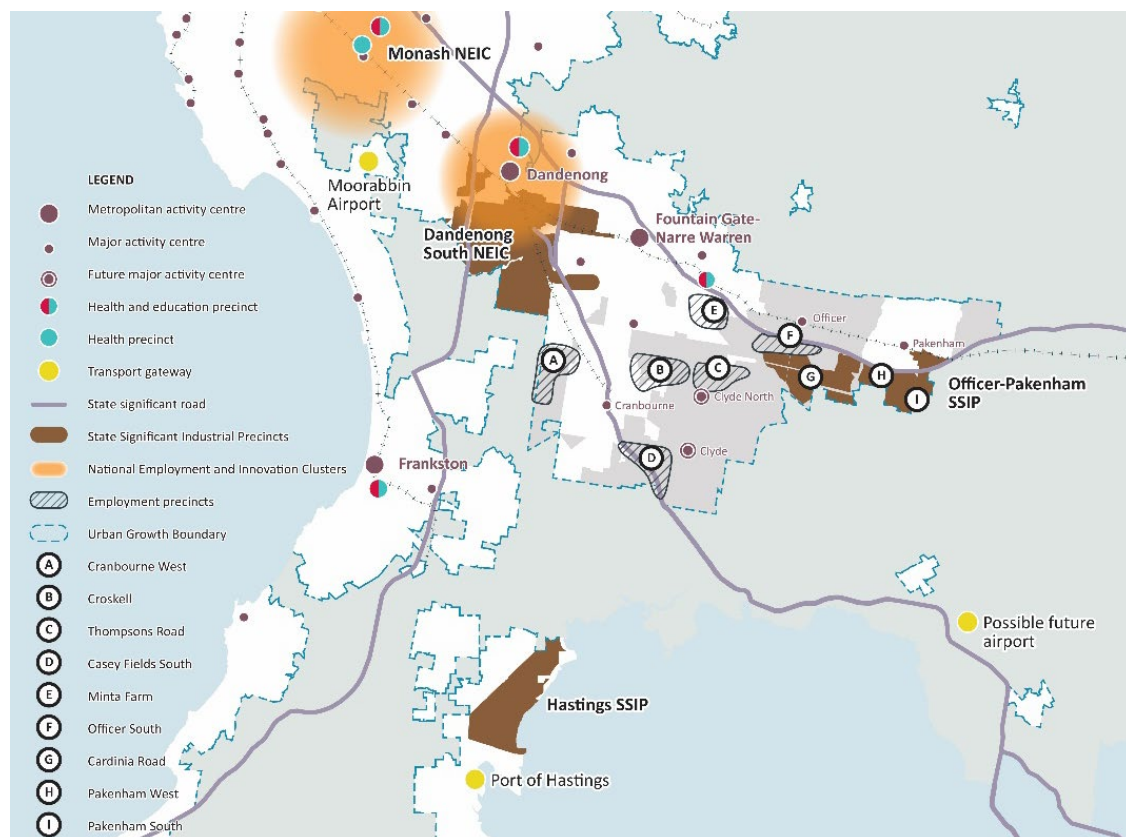 Monash NEIC
Moorabbin
Airport
Dandenong
Dandenong
South NEIC
Fountain Gate-
Narre Warren
E
Officer
F
Pakenham
A
B
C
G
H
I
Officer-Pakenham
SSIP
Clyde North
Cranbourne
D
Clyde
Frankston
Possible future
airport
Hastings SSIP
Port of Hastings
LEGEND
Metropolitan activity centre
Major activity centre
Future major activity centre
Health and education precinct
Health precinct
Transport gateway
State significant road
State Significant Industrial Precincts
National Employment and Innovation Clusters
Employment precincts
Urban Growth Boundary
A Cranbourne West
B Croskell
C Thompsons Road
D Casey Fields South
E Minta Farm
F Officer South
G Cardinia Road
H Pakenham West
I Pakenham South